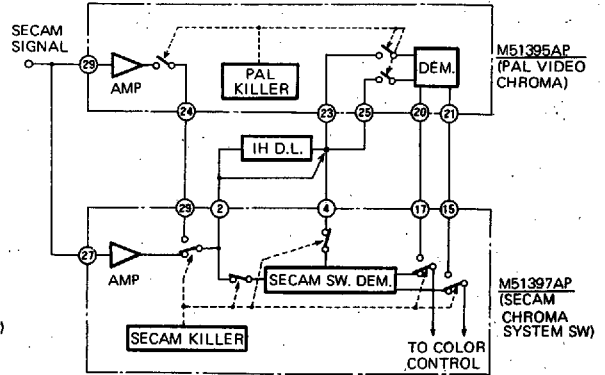 SECAM
SIGNAL
29
AMP
PAL
KILLER
DEM.
M51395AP
(PAL VIDEO
CHROMA)
24
23
25
20
21
IH D.L.
29
2
4
17
15
27
AMP
SECAM SW. DEM.
M51397AP
(SECAM
CHROMA
SYSTEM SW)
SECAM KILLER
TO COLOR
CONTROL
)